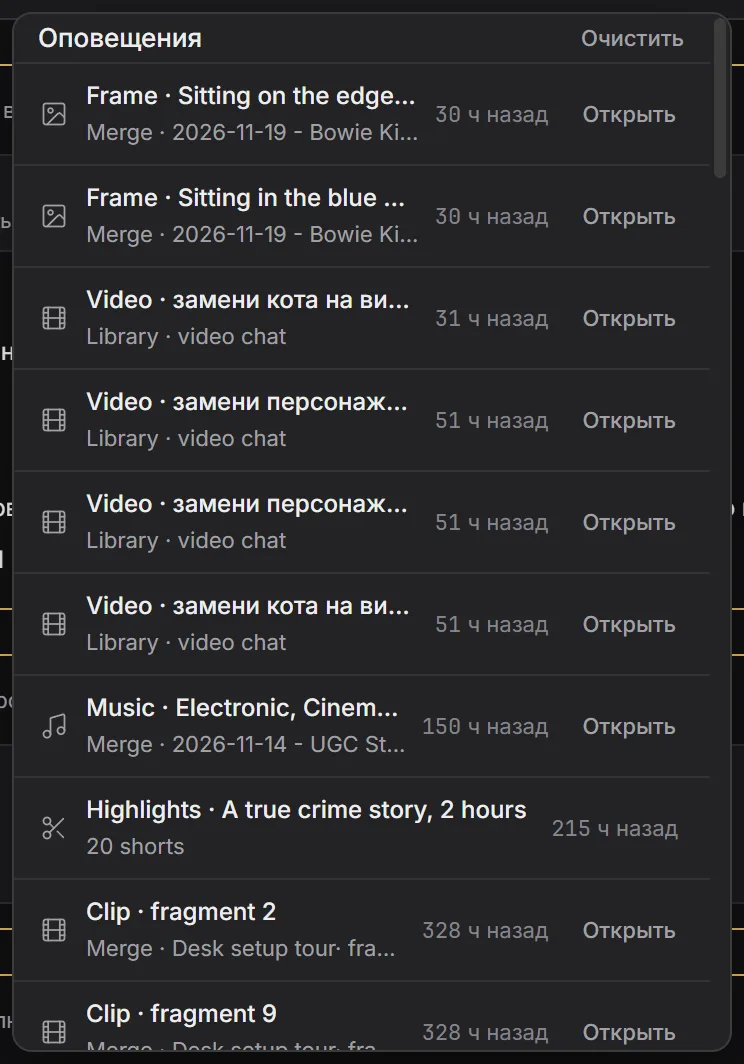 Оповещения
Очистить
Frame · Sitting on the edge...
Merge · 2026-11-19 - Bowie Ki...
30 ч назад
Открыть
Frame · Sitting in the blue ...
Merge · 2026-11-19 - Bowie Ki...
30 ч назад
Открыть
Video · замени кота на ви...
Library · video chat
31 ч назад
Открыть
Video · замени персонаж...
Library · video chat
51 ч назад
Открыть
Video · замени персонаж...
Library · video chat
51 ч назад
Открыть
Video · замени кота на ви...
Library · video chat
51 ч назад
Открыть
Music · Electronic, Cinem...
Merge · 2026-11-14 - UGC St...
150 ч назад
Открыть
Highlights · A true crime story, 2 hours
20 shorts
215 ч назад
Clip · fragment 2
Merge · Desk setup tour· fra...
328 ч назад
Открыть
Clip · fragment 9
Merge · Desk setup tour· fra...
328 ч назад
Открыть